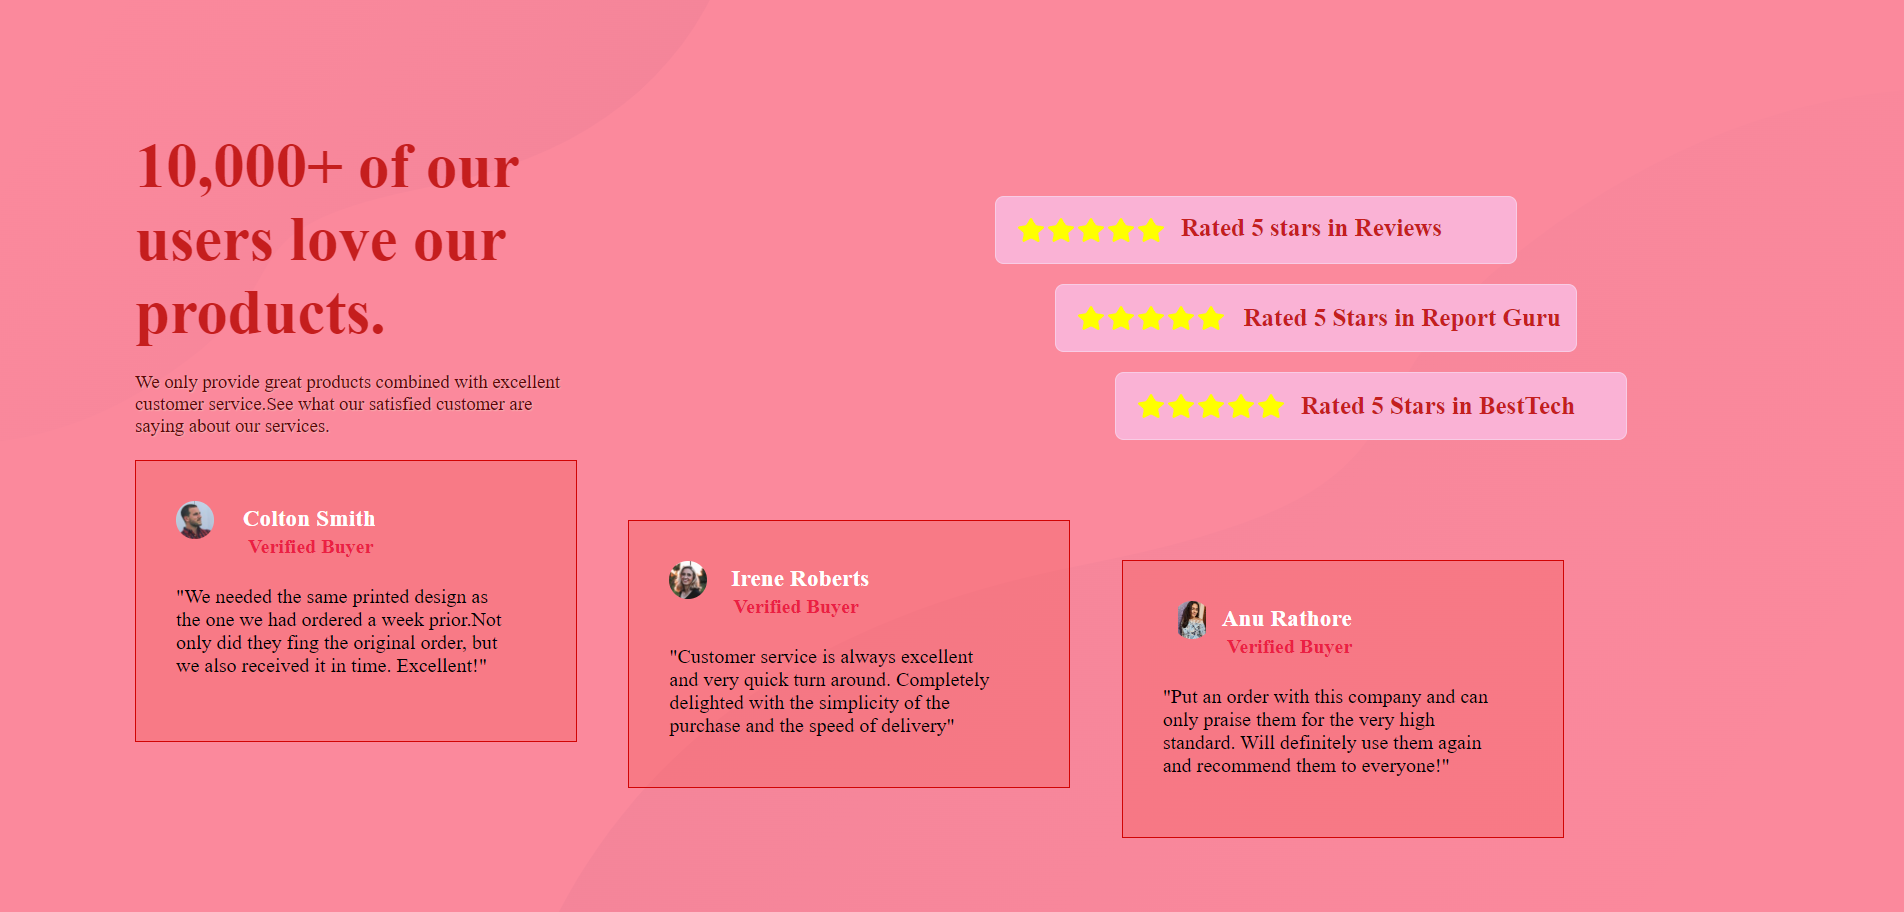 10,000+ of our
users love our
products.
We only provide great products combined with excellent
customer service.See what our satisfied customer are
saying about our services.
Rated 5 stars in Reviews
Rated 5 Stars in Report Guru
Rated 5 Stars in BestTech
Colton Smith
Verified Buyer
"We needed the same printed design as
the one we had ordered a week prior.Not
only did they fing the original order, but
we also received it in time. Excellent!"
Irene Roberts
Verified Buyer
"Customer service is always excellent
and very quick turn around. Completely
delighted with the simplicity of the
purchase and the speed of delivery"
Anu Rathore
Verified Buyer
"Put an order with this company and can
only praise them for the very high
standard. Will definitely use them again
and recommend them to everyone!"